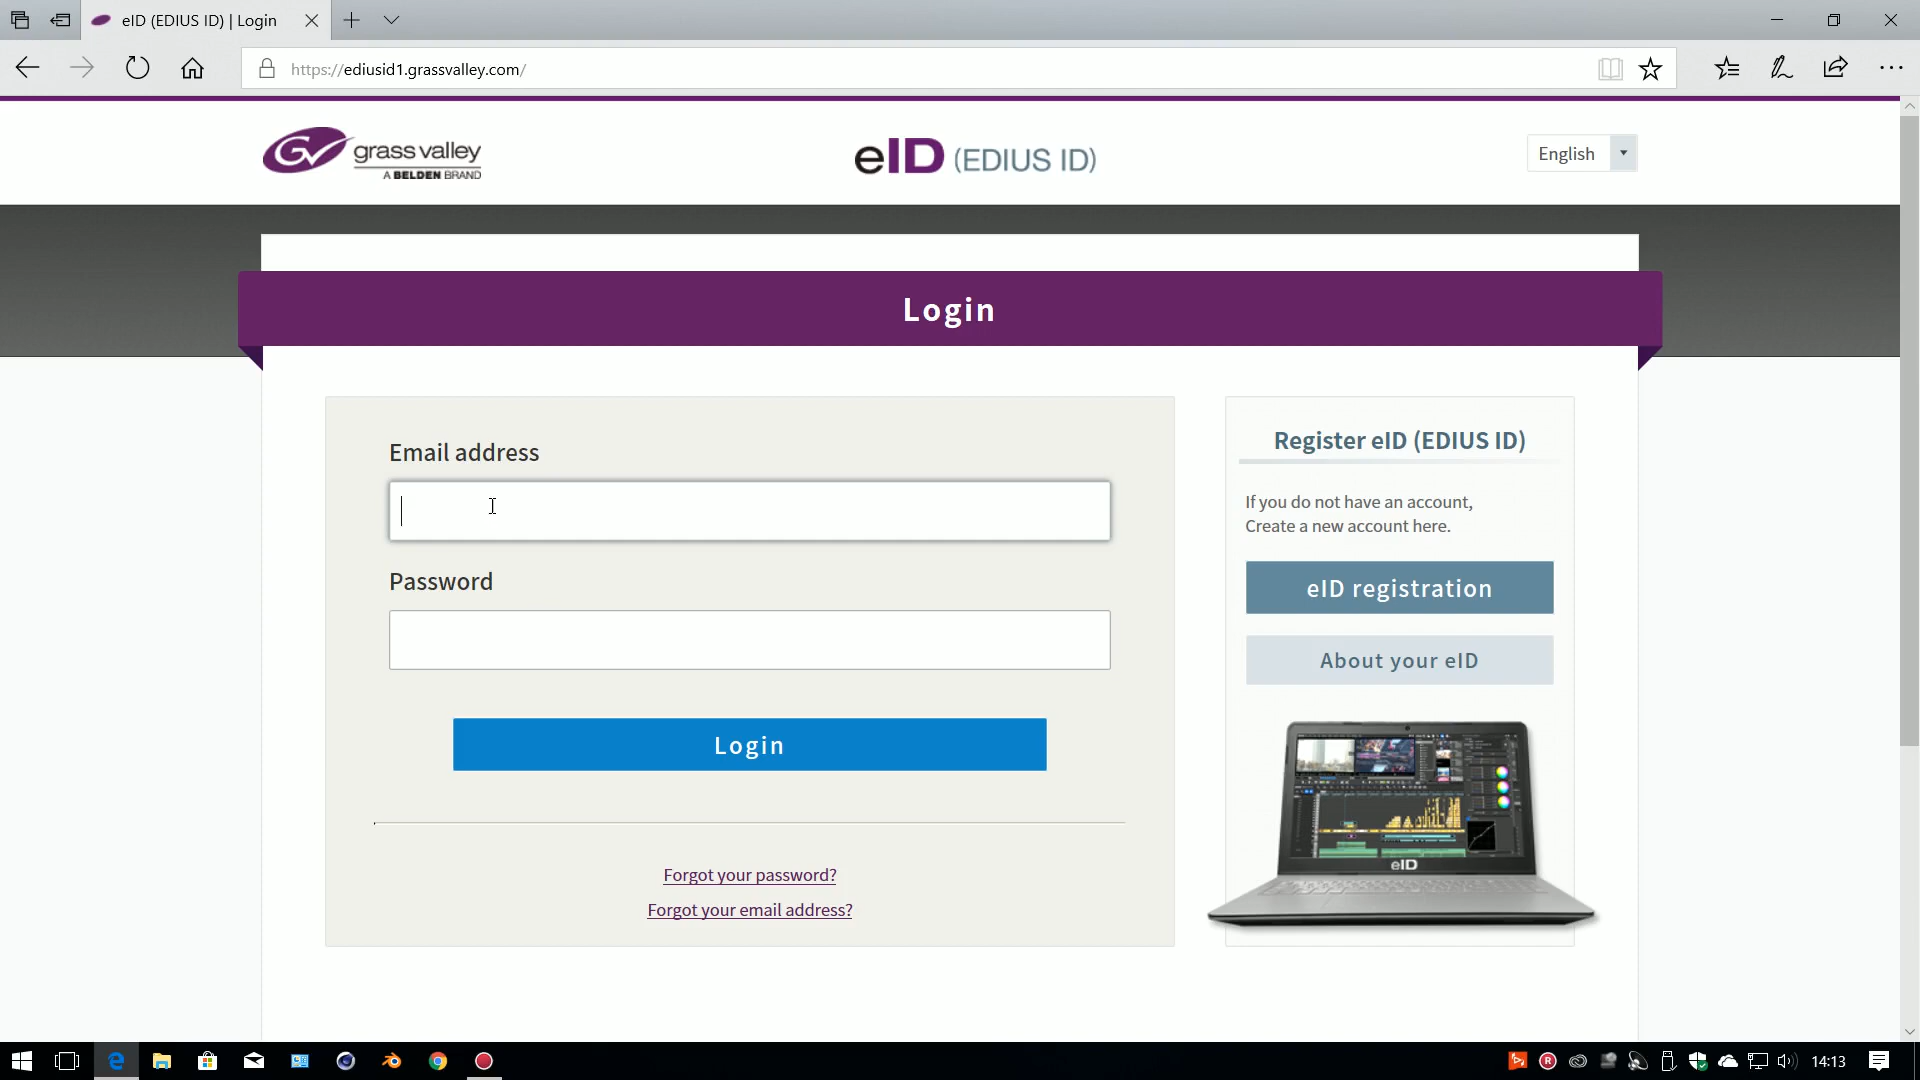 eID (EDIUS ID) | Login
https://ediusid1.grassvalley.com/
GV grass valley
A BELDEN BRAND
eID (EDIUS ID)
English
Login
Email address
Password
Login
Forgot your password?
Forgot your email address?
Register eID (EDIUS ID)
If you do not have an account,
Create a new account here.
eID registration
About your eID
eID
14:13